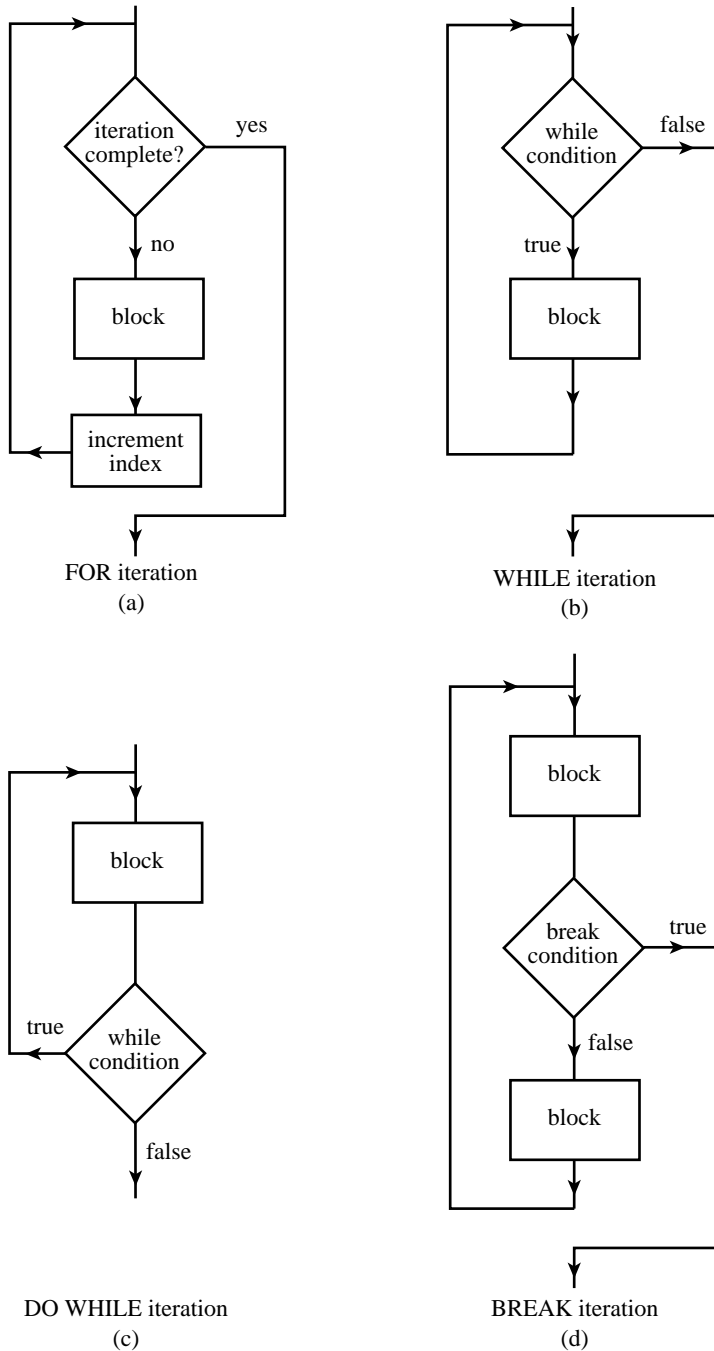 iteration
complete?
yes
no
block
increment
index
FOR iteration
(a)
while
condition
false
true
block
WHILE iteration
(b)
block
true
while
condition
false
DO WHILE iteration
(c)
block
break
condition
true
false
block
BREAK iteration
(d)